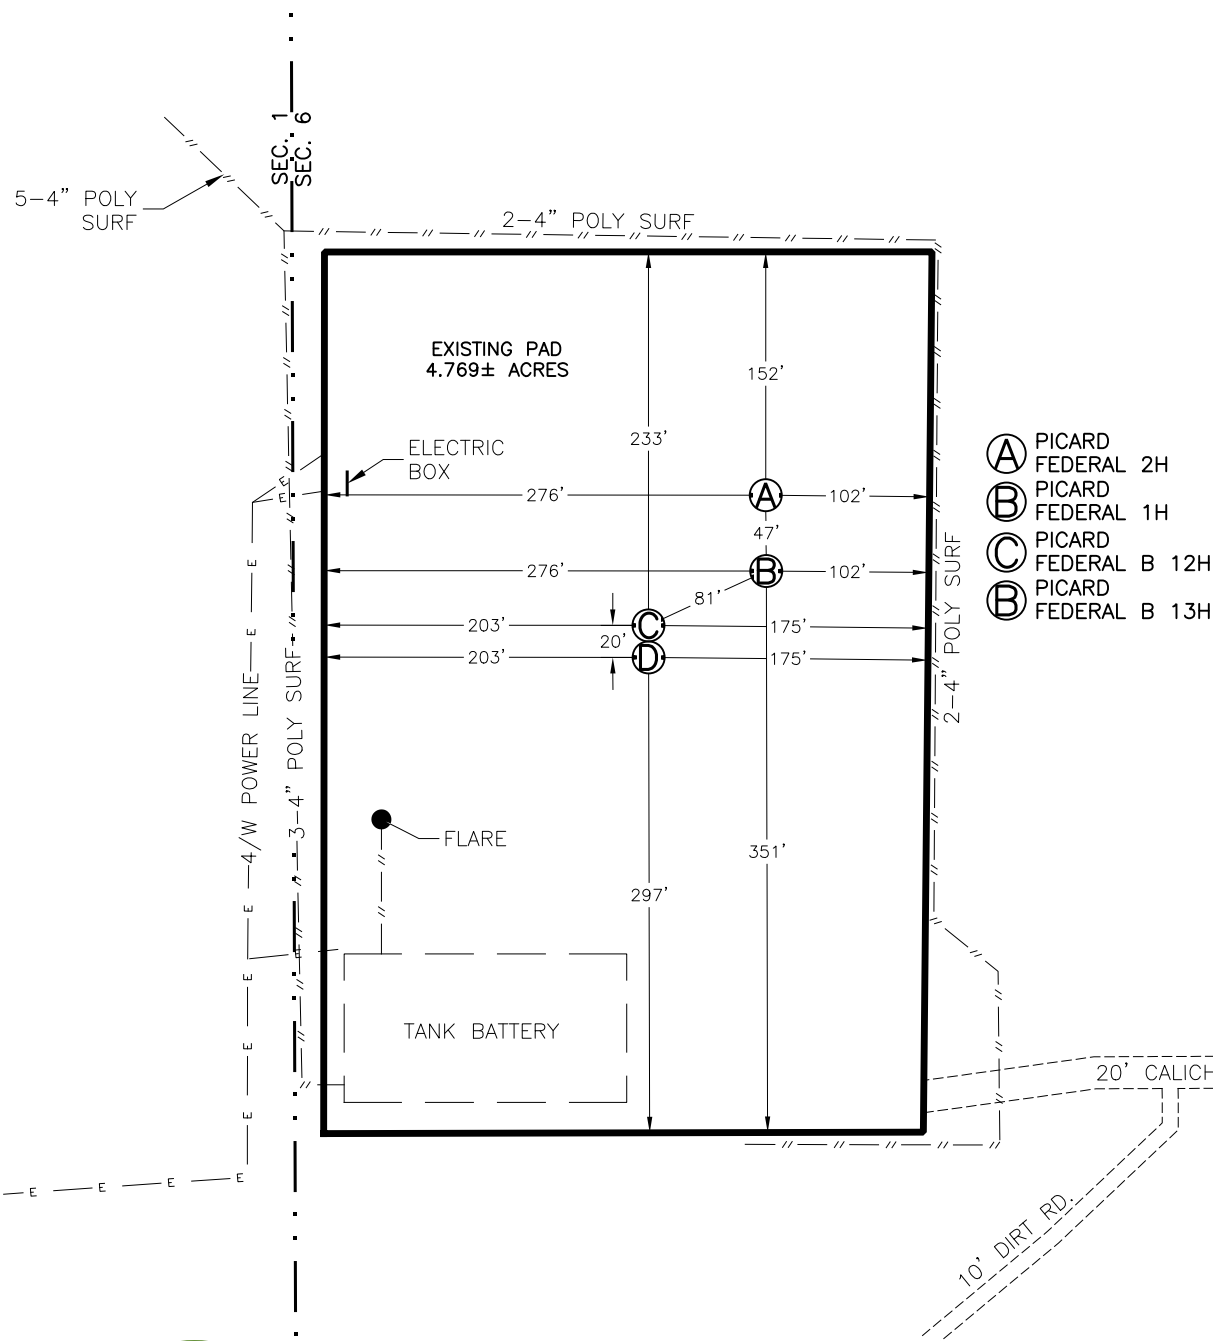 SEC. 1
SEC. 6
5-4” POLY
SURF
2-4” POLY SURF
EXISTING PAD
4.769± ACRES
152'
233'
ELECTRIC
BOX
276'
A
102'
47'
276'
B
102'
81'
203'
C
175'
20'
203'
D
175'
A PICARD
FEDERAL 2H
B PICARD
FEDERAL 1H
C PICARD
FEDERAL B 12H
B PICARD
FEDERAL B 13H
2-4” POLY SURF
E
E
E
E
4/W POWER LINE
3-4” POLY SURF
FLARE
351'
297'
E
E
E
E
E
TANK BATTERY
20' CALICH
E
E
E
E
E
10' DIRT RD.